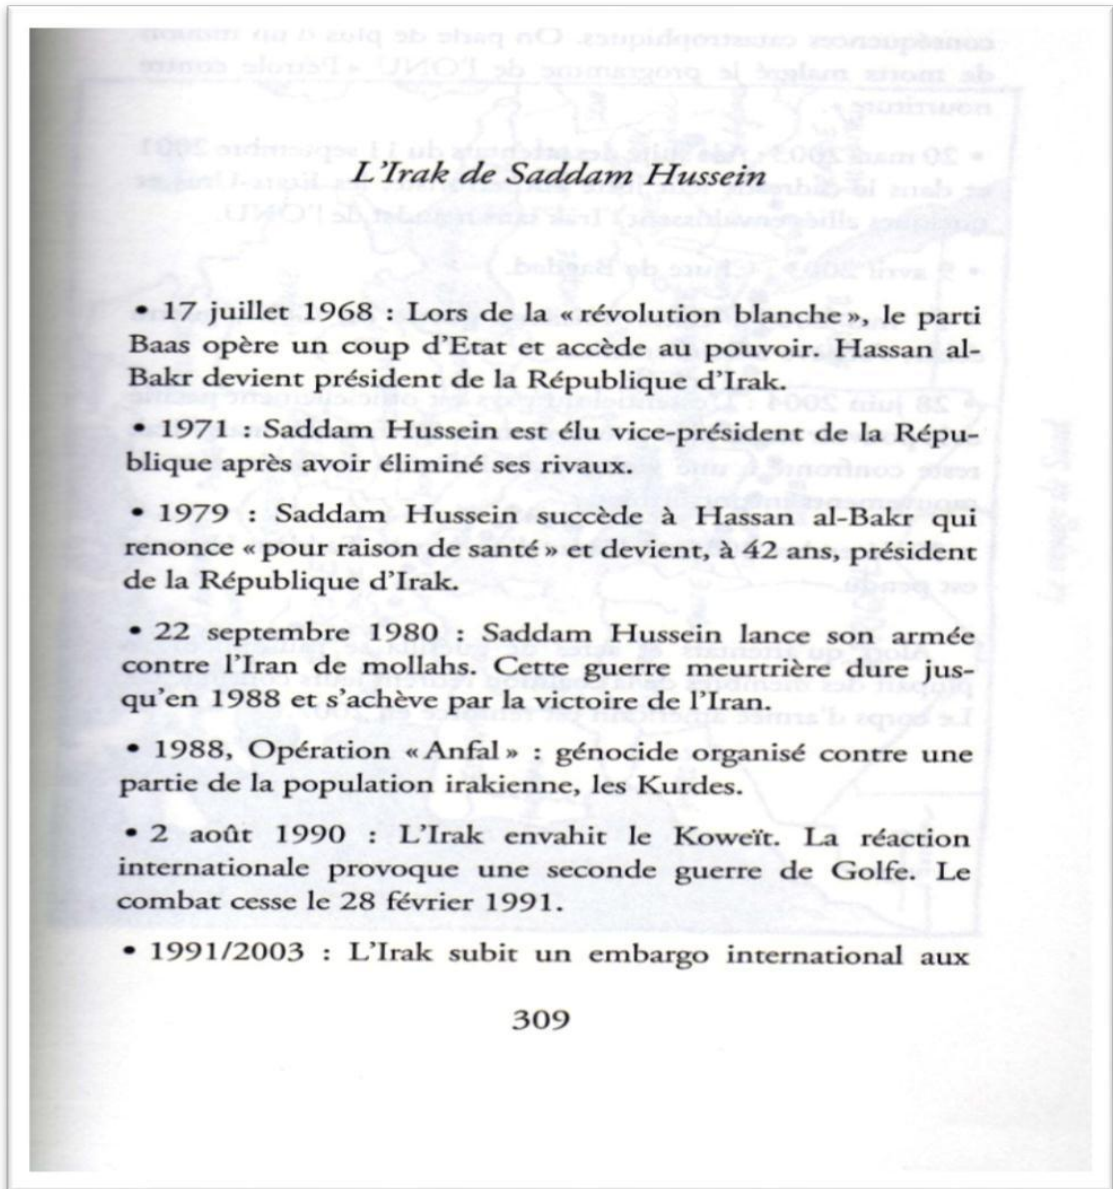 L'Irak de Saddam Hussein
• 17 juillet 1968 : Lors de la « révolution blanche », le parti
Baas opère un coup d'Etat et accède au pouvoir. Hassan al-
Bakr devient président de la République d'Irak.
• 1971 : Saddam Hussein est élu vice-président de la Répu-
blique après avoir éliminé ses rivaux.
• 1979 : Saddam Hussein succède à Hassan al-Bakr qui
renonce « pour raison de santé » et devient, à 42 ans, président
de la République d'Irak.
• 22 septembre 1980 : Saddam Hussein lance son armée
contre l'Iran de mollahs. Cette guerre meurtrière dure jus-
qu'en 1988 et s'achève par la victoire de l'Iran.
• 1988, Opération « Anfal » : génocide organisé contre une
partie de la population irakienne, les Kurdes.
• 2 août 1990 : L'Irak envahit le Koweït. La réaction
internationale provoque une seconde guerre de Golfe. Le
combat cesse le 28 février 1991.
• 1991/2003 : L'Irak subit un embargo international aux
309